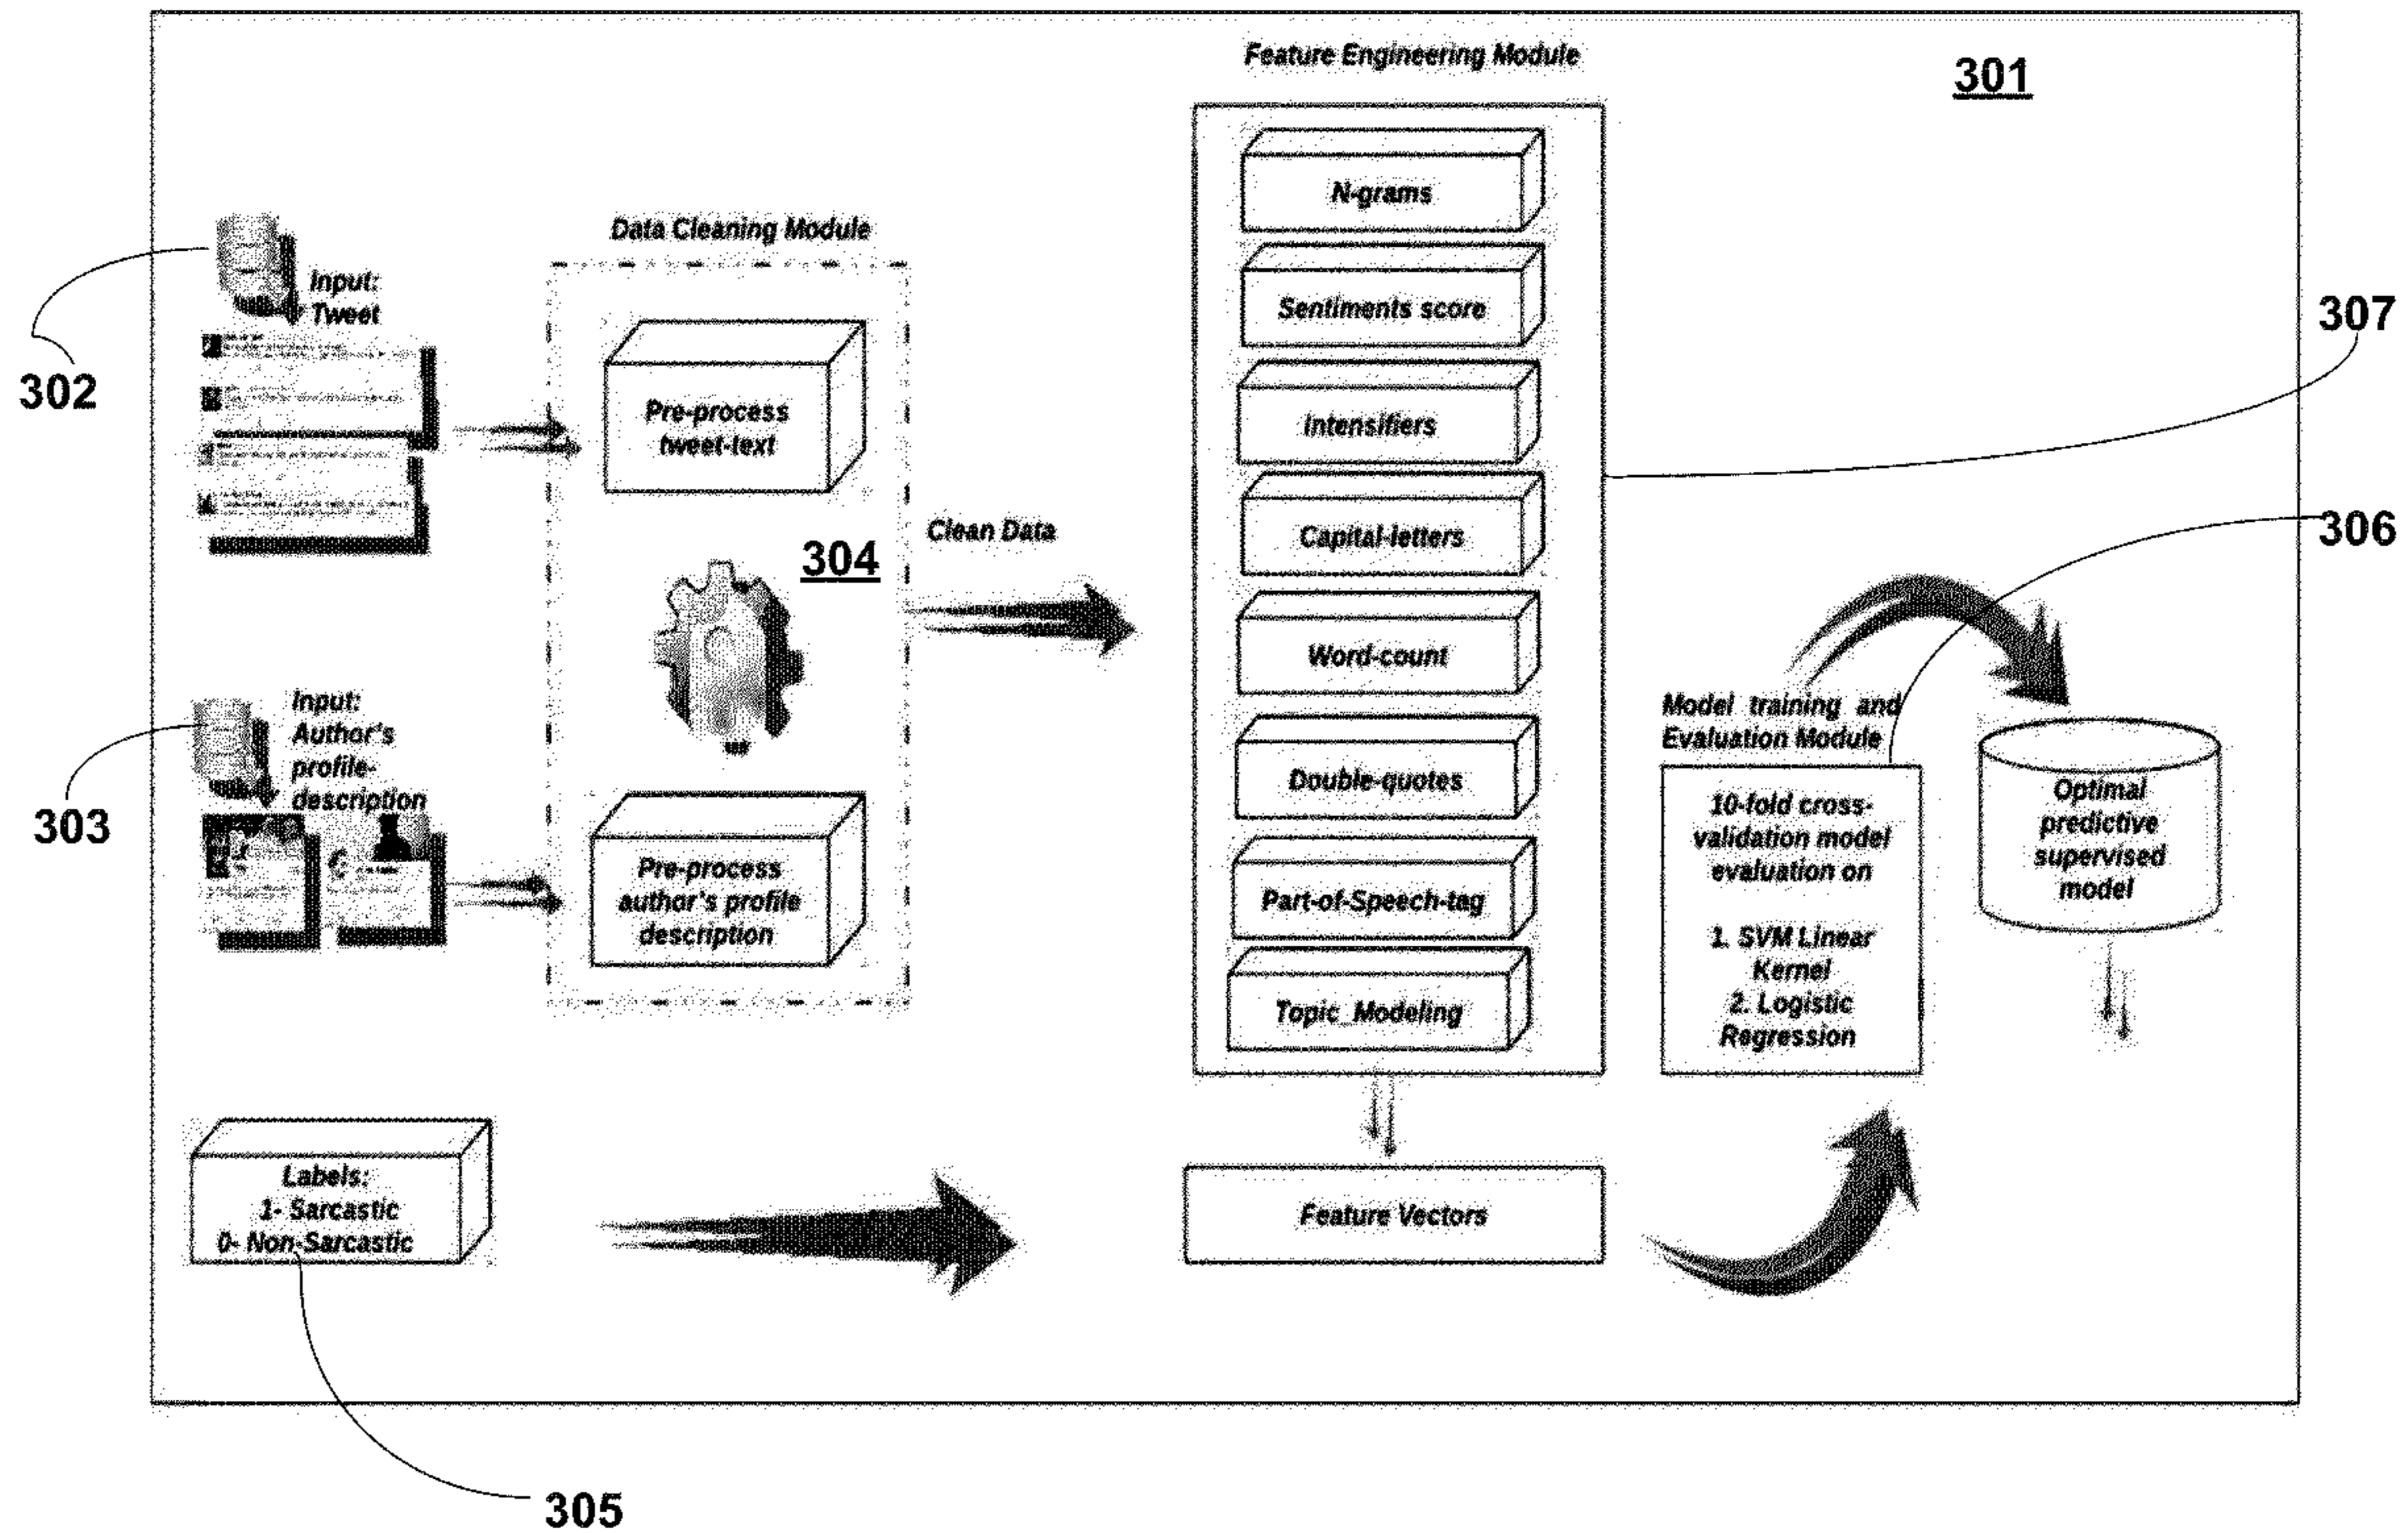 Feature Engineering Module
301
N-grams
Sentiments score
Intensifiers
Capital-letters
Word-count
Double-quotes
Part-of-Speech-tag
Topic_Modeling
307
306
Data Cleaning Module
Input:
Tweet
302
Pre-process
tweet-text
304
Clean Data
Input:
Author's
profile-
description
303
Pre-process
author's profile
description
Model training and
Evaluation Module
10-fold cross-
validation model
evaluation on
1. SVM Linear
Kernel
2. Logistic
Regression
Optimal
predictive
supervised
model
Labels:
1- Sarcastic
0- Non-Sarcastic
Feature Vectors
305